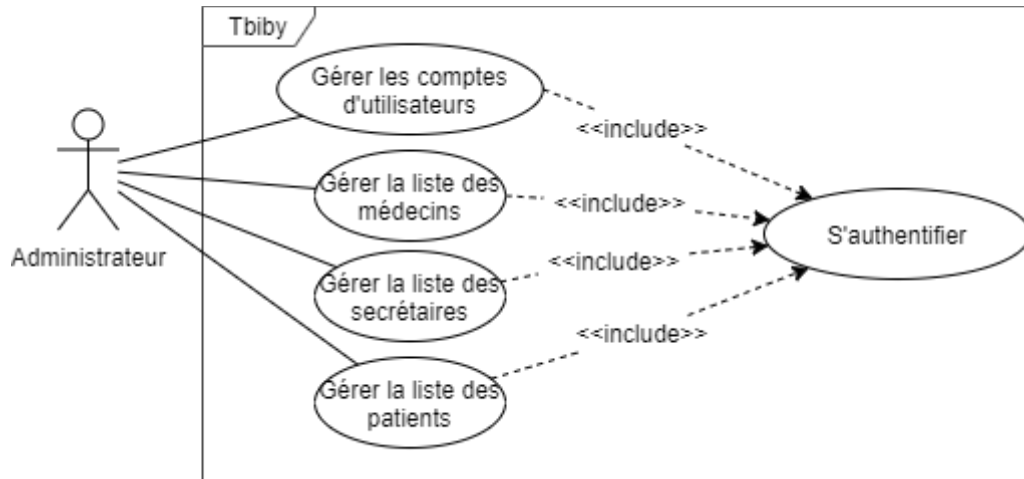 Tbiby
Gérer les comptes
d'utilisateurs
<<include>>
Gérer la liste des
médecins
<<include>>
S'authentifier
Administrateur
<<include>>
Gérer la liste des
secrétaires
<<include>>
Gérer la liste des
patients